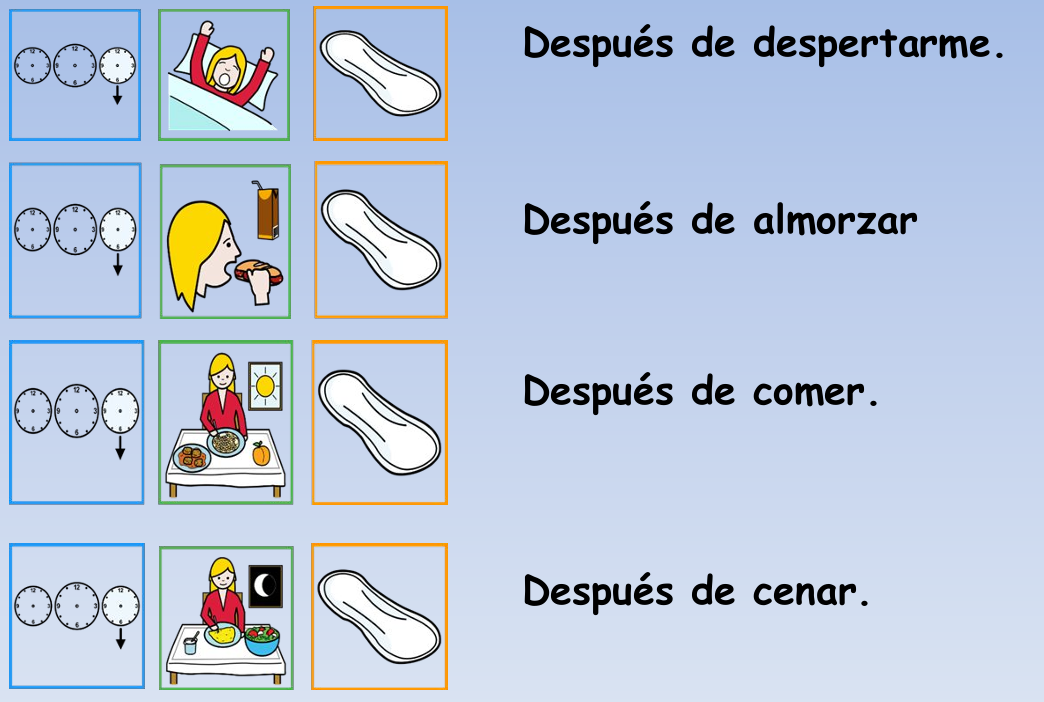 Después de despertarme.
Después de almorzar
Después de comer.
Después de cenar.